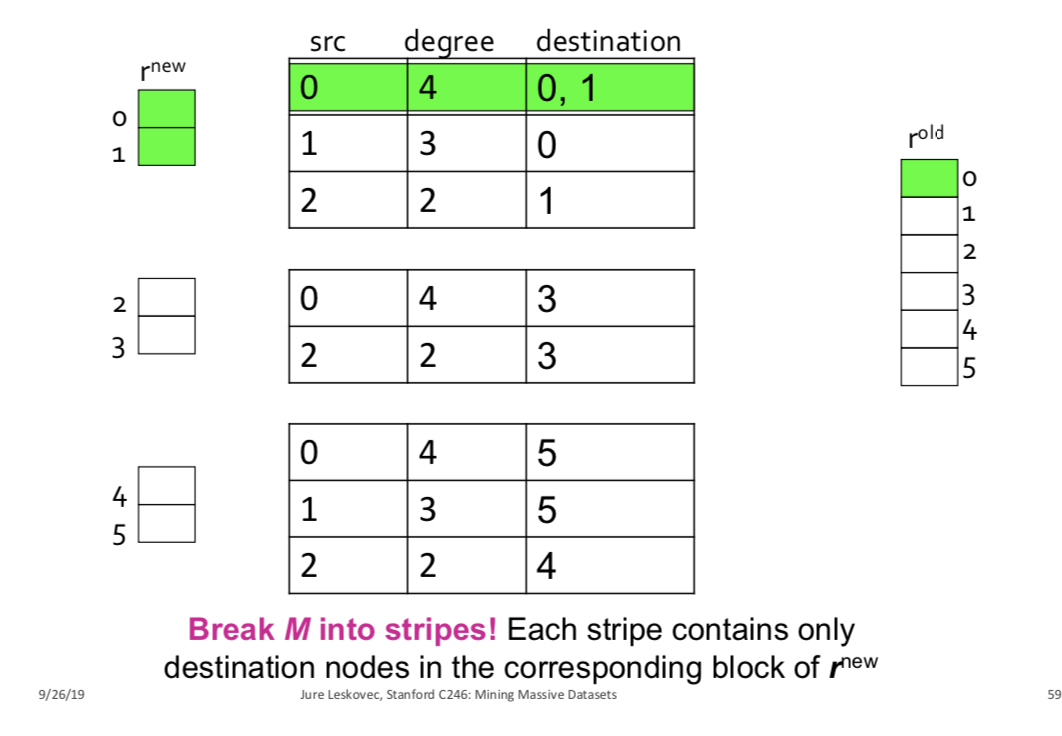 src degree destination
rnew
0 4 0, 1
0
1
1 3 0
2 2 1
rold
0
1
2
3
4
5
2
3
0 4 3
2 2 3
4
5
0 4 5
1 3 5
2 2 4
Break M into stripes! Each stripe contains only
destination nodes in the corresponding block of rnew
9/26/19 Jure Leskovec, Stanford C246: Mining Massive Datasets 59